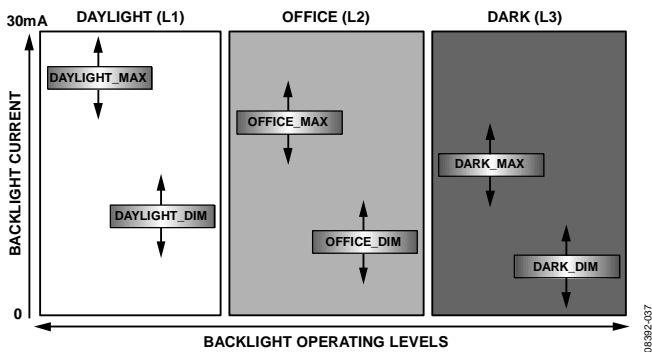 30mA
DAYLIGHT (L1)
OFFICE (L2)
DARK (L3)
BACKLIGHT CURRENT
DAYLIGHT_MAX
DAYLIGHT_DIM
OFFICE_MAX
OFFICE_DIM
DARK_MAX
DARK_DIM
0
BACKLIGHT OPERATING LEVELS
08392-037